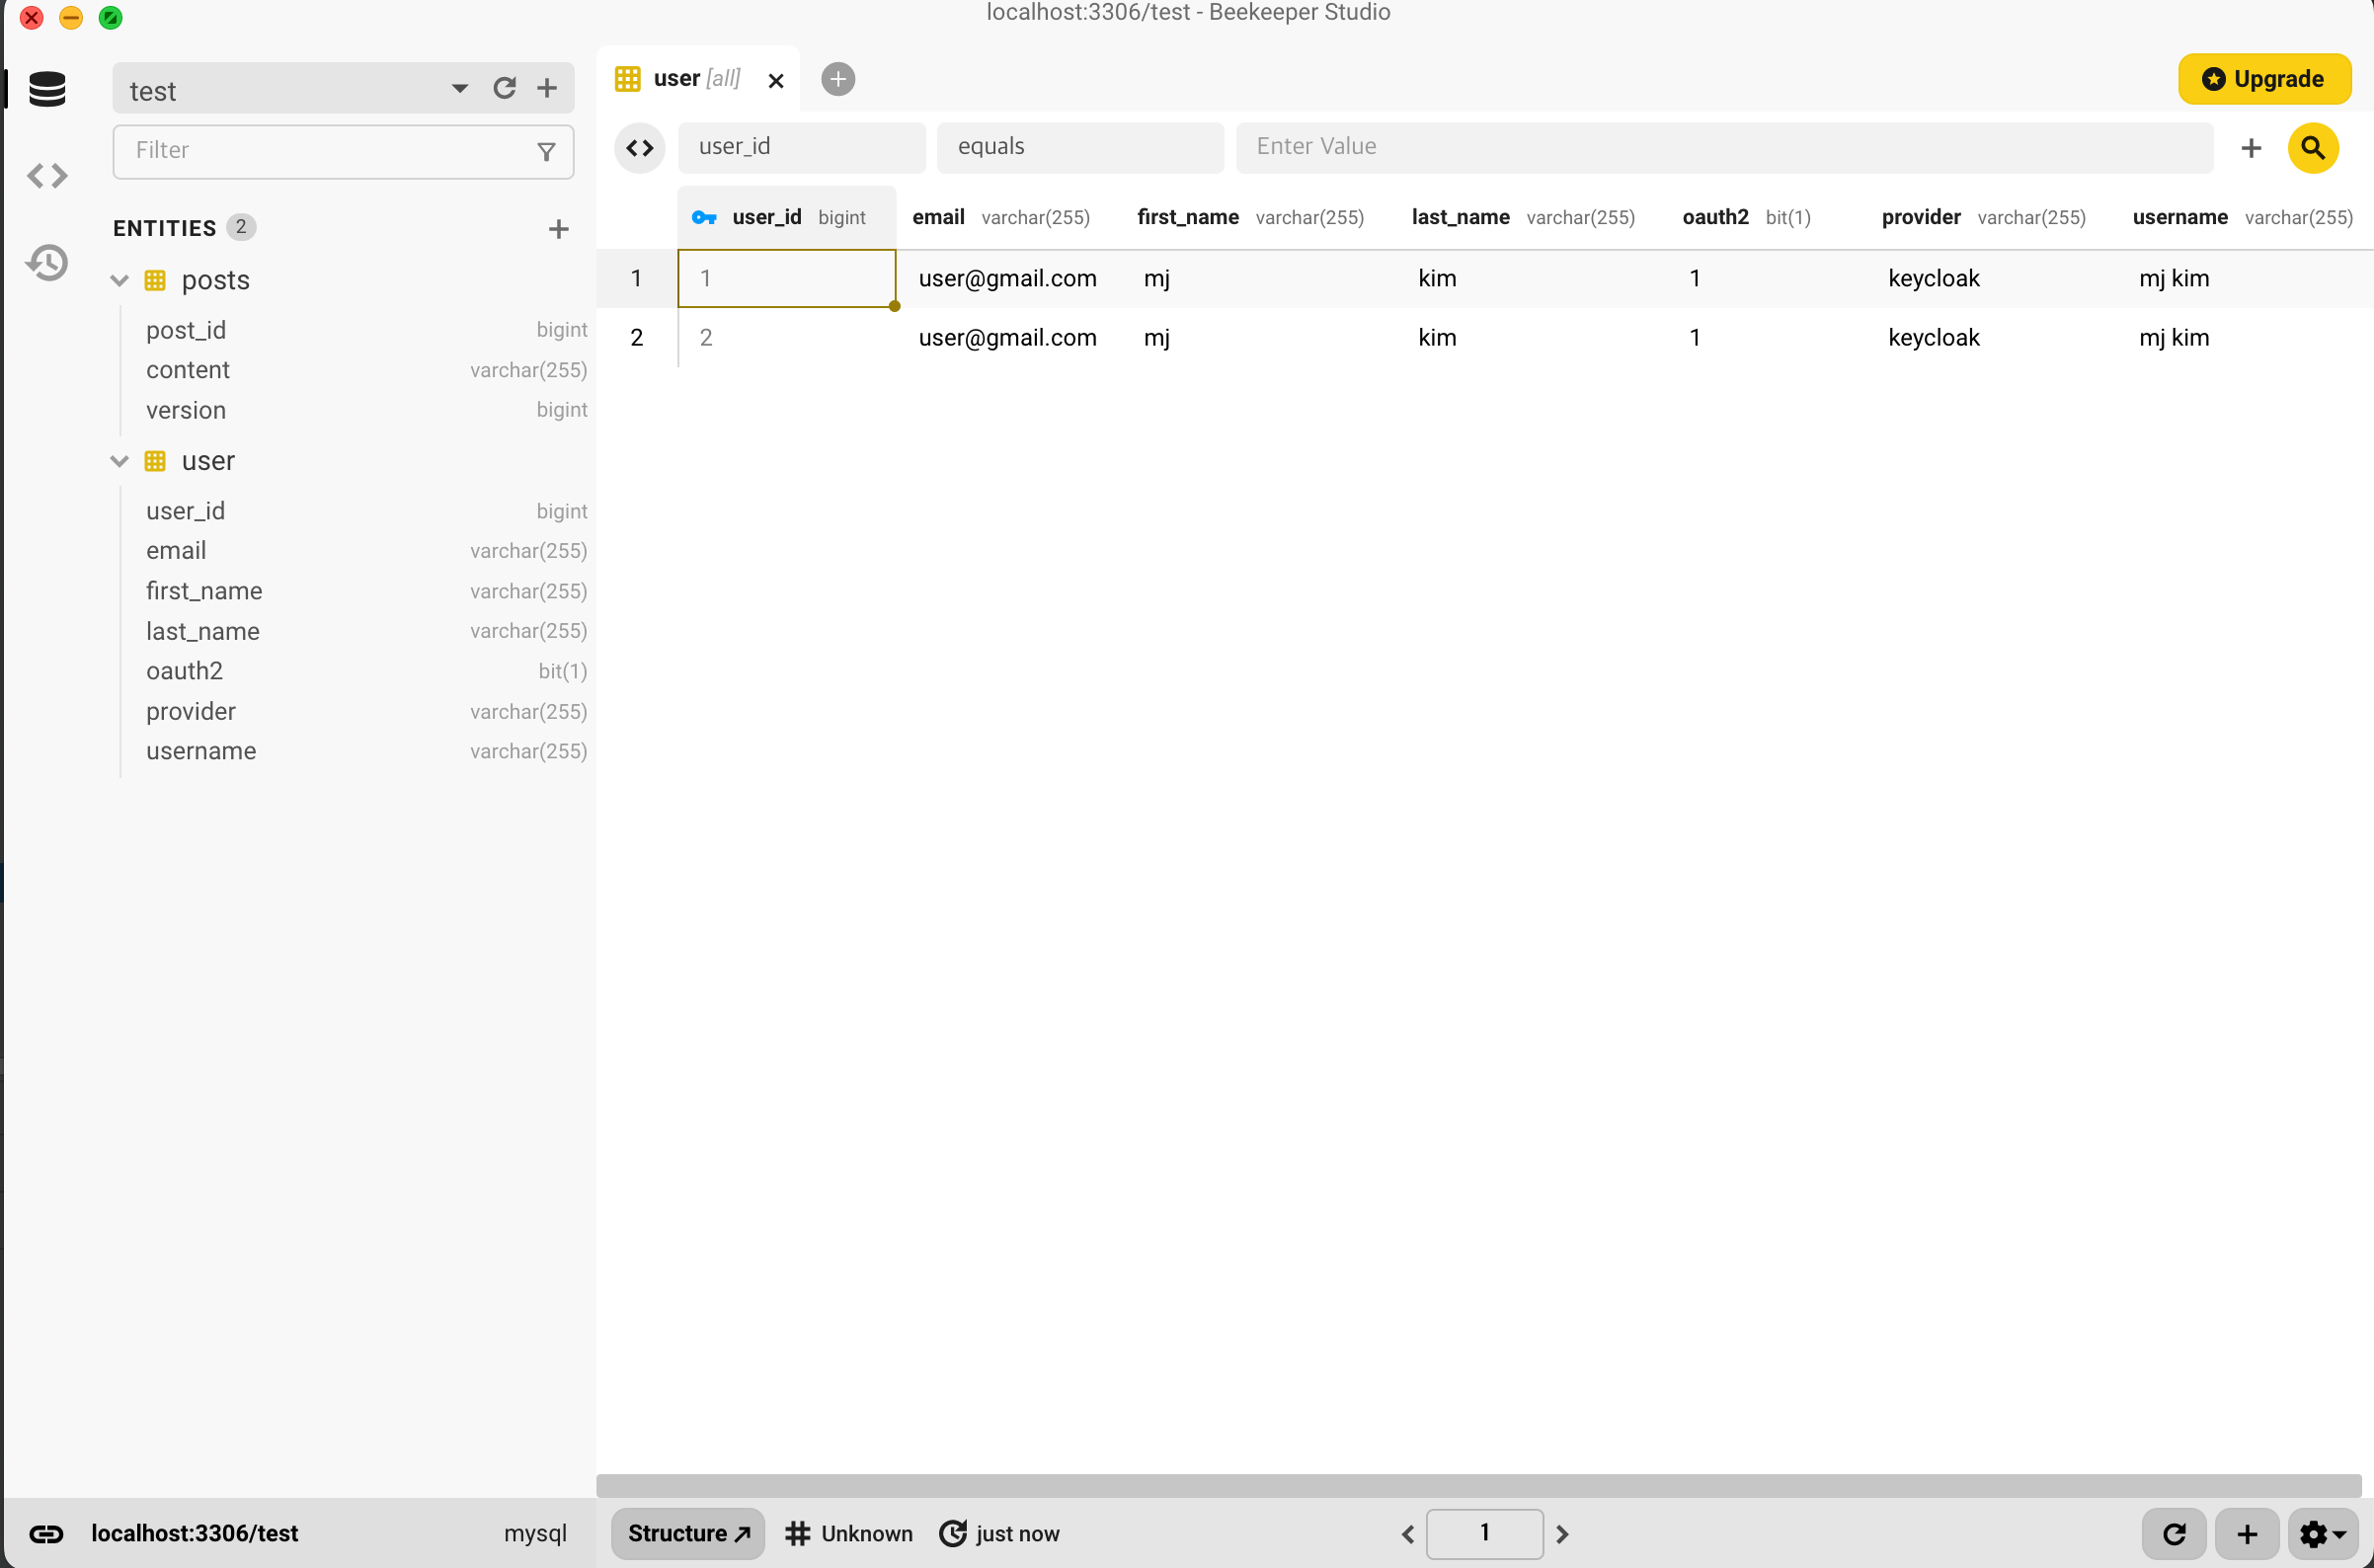 localhost:3306/test - Beekeeper Studio
test
Filter
ENTITIES 2
posts
post_id bigint
content varchar(255)
version bigint
user
user_id bigint
email varchar(255)
first_name varchar(255)
last_name varchar(255)
oauth2 bit(1)
provider varchar(255)
username varchar(255)
localhost:3306/test mysql
user [all]
Upgrade
user_id equals Enter Value
user_id bigint email varchar(255) first_name varchar(255) last_name varchar(255) oauth2 bit(1) provider varchar(255) username varchar(255)
1 1 user@gmail.com mj kim 1 keycloak mj kim
2 2 user@gmail.com mj kim 1 keycloak mj kim
Structure Unknown just now 1